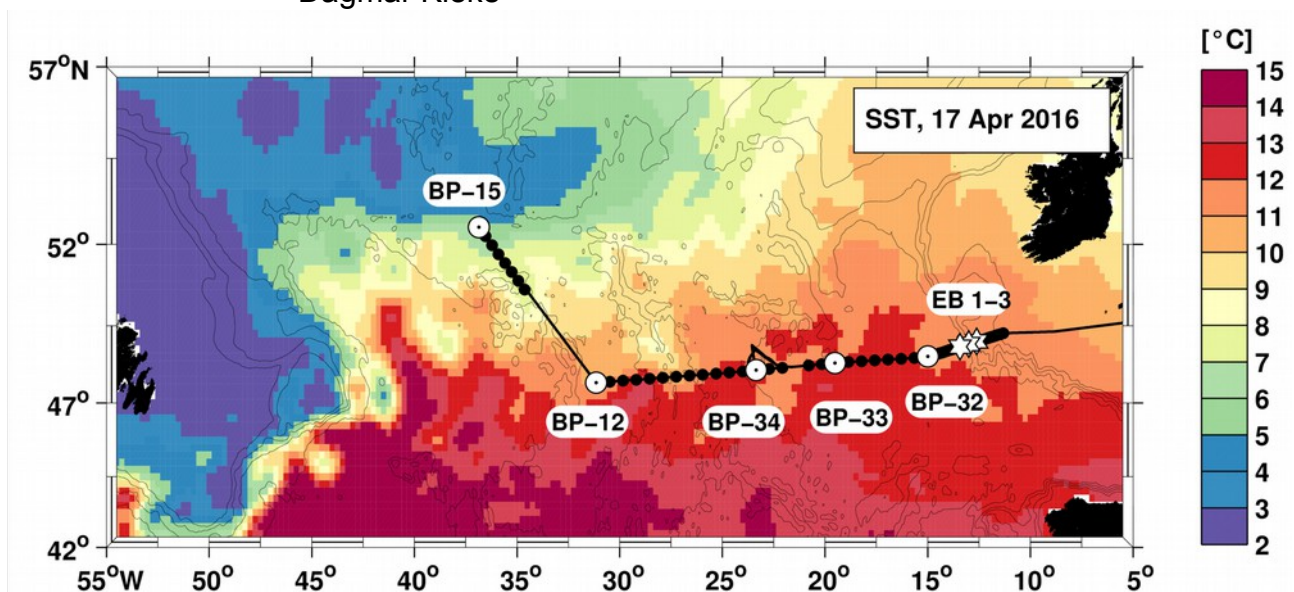 Dagmar Kieke
[°C]
57°N
15
14
SST, 17 Apr 2016
13
12
BP–15
11
52°
10
EB 1–3
9
8
7
47°
BP–12
BP–34
BP–33
BP–32
6
5
4
3
42°
2
55°W
50°
45°
40°
35°
30°
25°
20°
15°
10°
5°